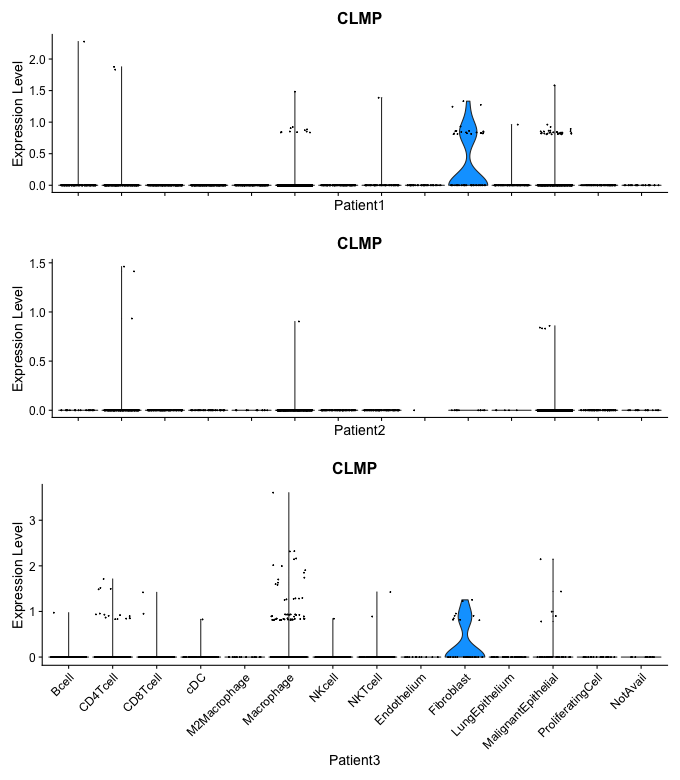 CLMP
Expression Level
2.0
1.5
1.0
0.5
0.0
Patient1
CLMP
Expression Level
1.5
1.0
0.5
0.0
Patient2
CLMP
Expression Level
3
2
1
0
Bcell
CD4Tcell
CD8Tcell
cDC
M2Macrophage
Macrophage
NKcell
NKTcell
Endothelium
Fibroblast
LungEpithelium
MalignantEpithelial
ProliferatingCell
NotAvail
Patient3